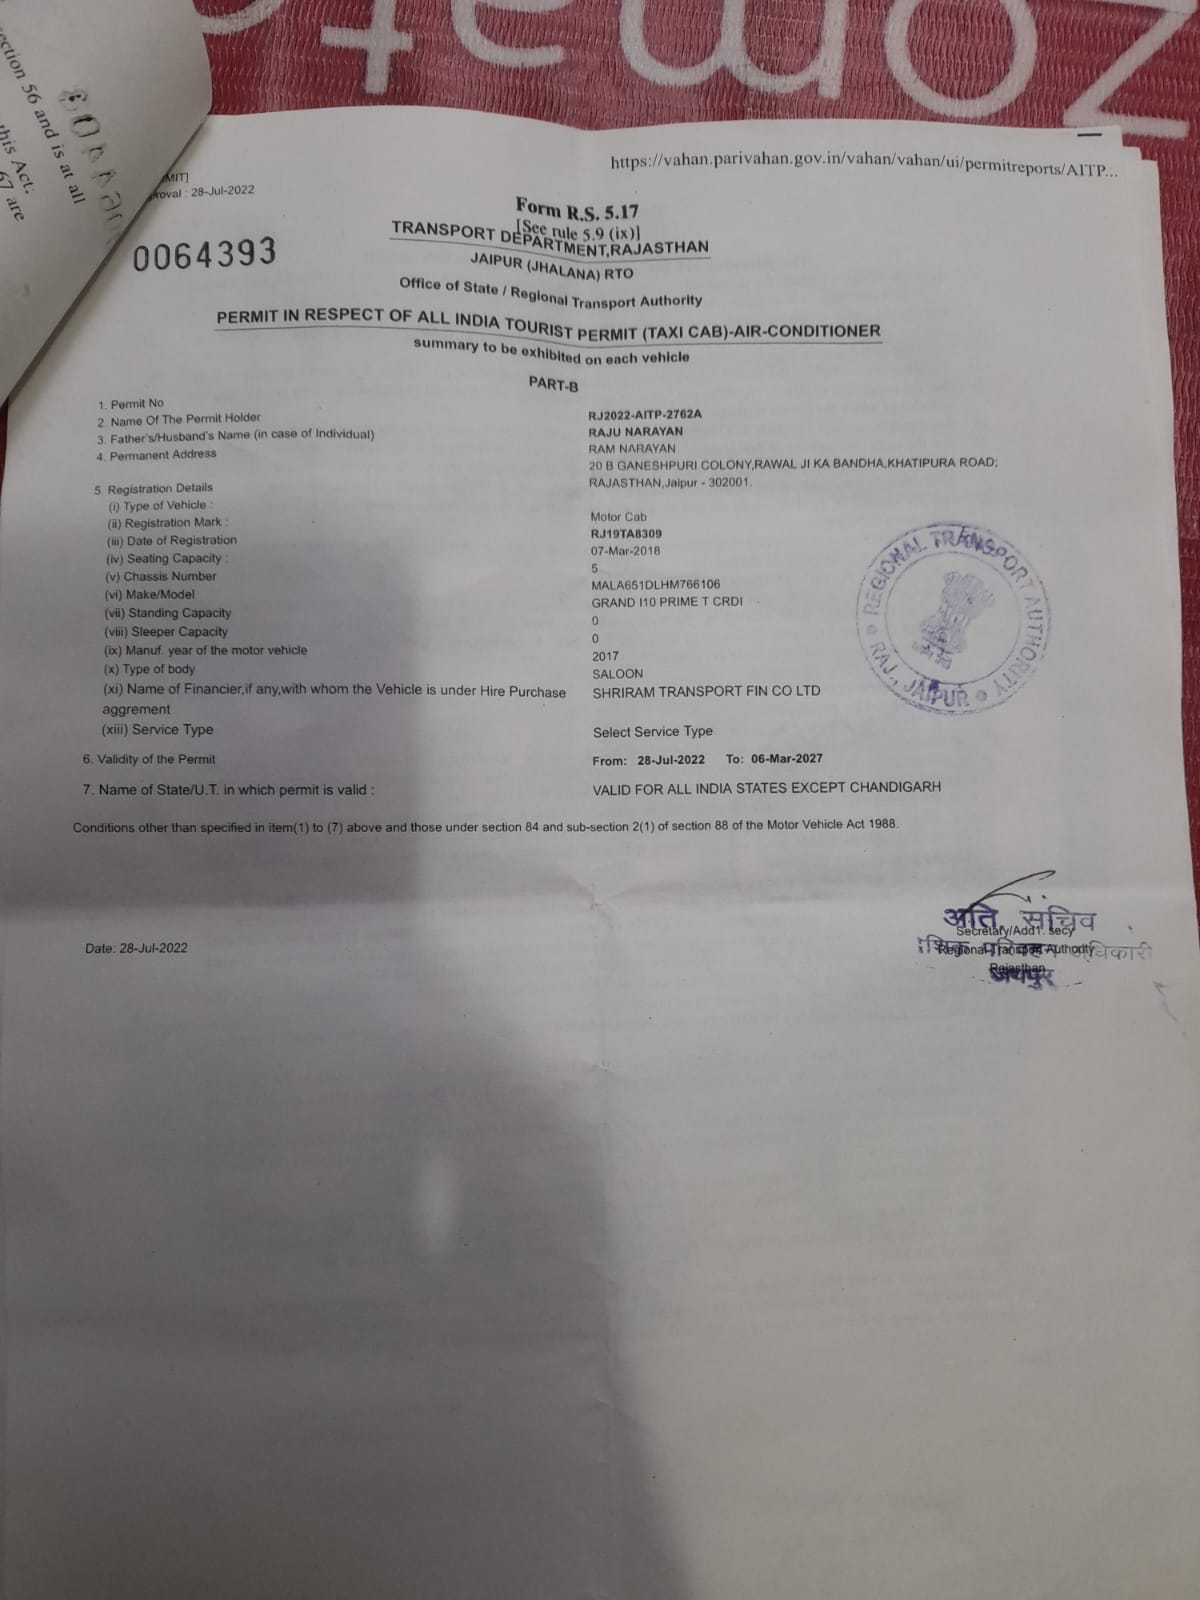 zomato
ection 56 and is at all
this Act:
67 are
https://vahan.parivahan.gov.in/vahan/vahan/ui/permitreports/AITP...
MIT]
roval : 28-Jul-2022
Form R.S. 5.17
[See rule 5.9 (ix)]
0064393
TRANSPORT DEPARTMENT,RAJASTHAN
JAIPUR (JHALANA) RTO
Office of State / Regional Transport Authority
PERMIT IN RESPECT OF ALL INDIA TOURIST PERMIT (TAXI CAB)-AIR-CONDITIONER
summary to be exhibited on each vehicle
PART-B
1. Permit No RJ2022-AITP-2762A
2. Name Of The Permit Holder RAJU NARAYAN
3. Father's/Husband's Name (in case of Individual) RAM NARAYAN
4. Permanent Address 20 B GANESHPURI COLONY,RAWAL JI KA BANDHA,KHATIPURA ROAD;
RAJASTHAN,Jaipur - 302001.
5. Registration Details
(i) Type of Vehicle : Motor Cab
(ii) Registration Mark : RJ19TA8309
(iii) Date of Registration 07-Mar-2018
(iv) Seating Capacity : 5
(v) Chassis Number MALA651DLHM766106
(vi) Make/Model GRAND I10 PRIME T CRDI
(vii) Standing Capacity 0
(viii) Sleeper Capacity 0
(ix) Manuf. year of the motor vehicle 2017
(x) Type of body SALOON
(xi) Name of Financier,if any,with whom the Vehicle is under Hire Purchase SHRIRAM TRANSPORT FIN CO LTD
aggrement
(xiii) Service Type Select Service Type
6. Validity of the Permit From: 28-Jul-2022 To: 06-Mar-2027
7. Name of State/U.T. in which permit is valid : VALID FOR ALL INDIA STATES EXCEPT CHANDIGARH
REGIONAL TRANSPORT AUTHORITY
RAJ., JAIPUR
Conditions other than specified in item(1) to (7) above and those under section 84 and sub-section 2(1) of section 88 of the Motor Vehicle Act 1988.
अति सचिव
Secretary/Add1. secy
Date: 28-Jul-2022
Regional Transport Authority
Rajasthan
जयपुर